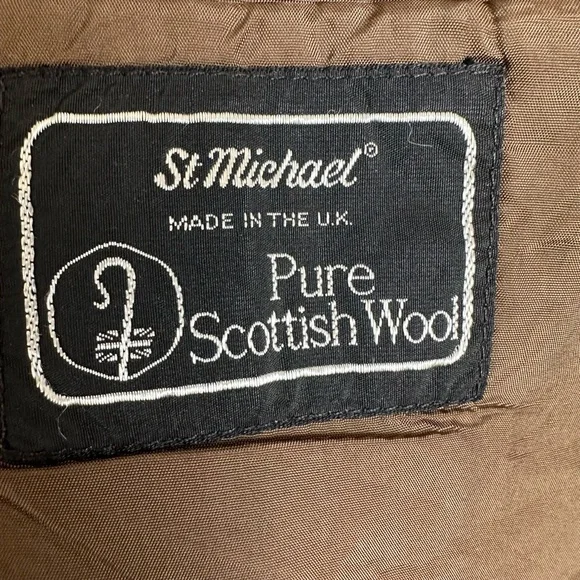 St Michael®
MADE IN THE U.K.
Pure
Scottish Wool